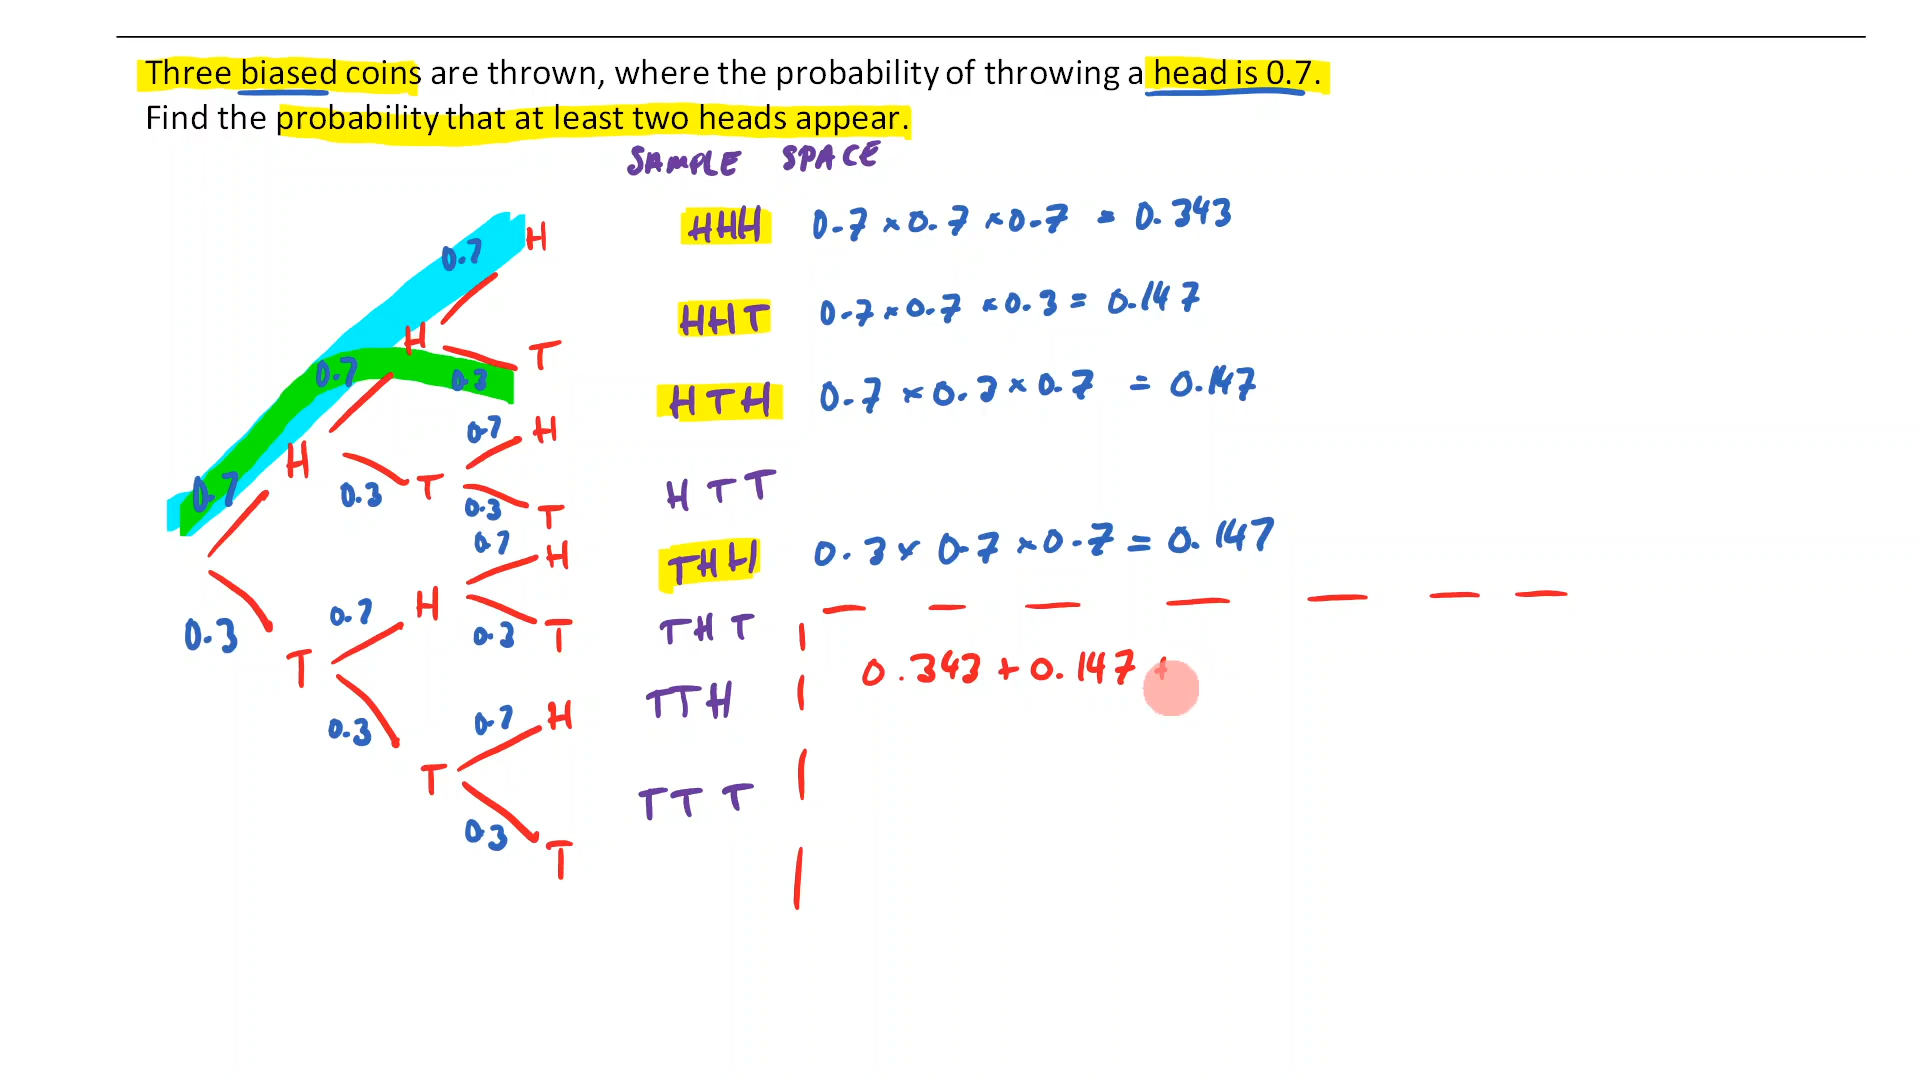 Three biased coins are thrown, where the probability of throwing a head is 0.7.
Find the probability that at least two heads appear.
SAMPLE SPACE
HHH 0.7 × 0.7 × 0.7 = 0.343
HHT 0.7 × 0.7 × 0.3 = 0.147
HTH 0.7 × 0.3 × 0.7 = 0.147
HTT
THH 0.3 × 0.7 × 0.7 = 0.147
THT
TTH
TTT
0.343 + 0.147 +
0.7 H
H
0.7 0.3 T
0.7 H
H
0.7 0.3 T 0.3 T
0.7 H
0.7 H
0.3 0.3 T
T
0.3 0.7 H
T
0.3 T